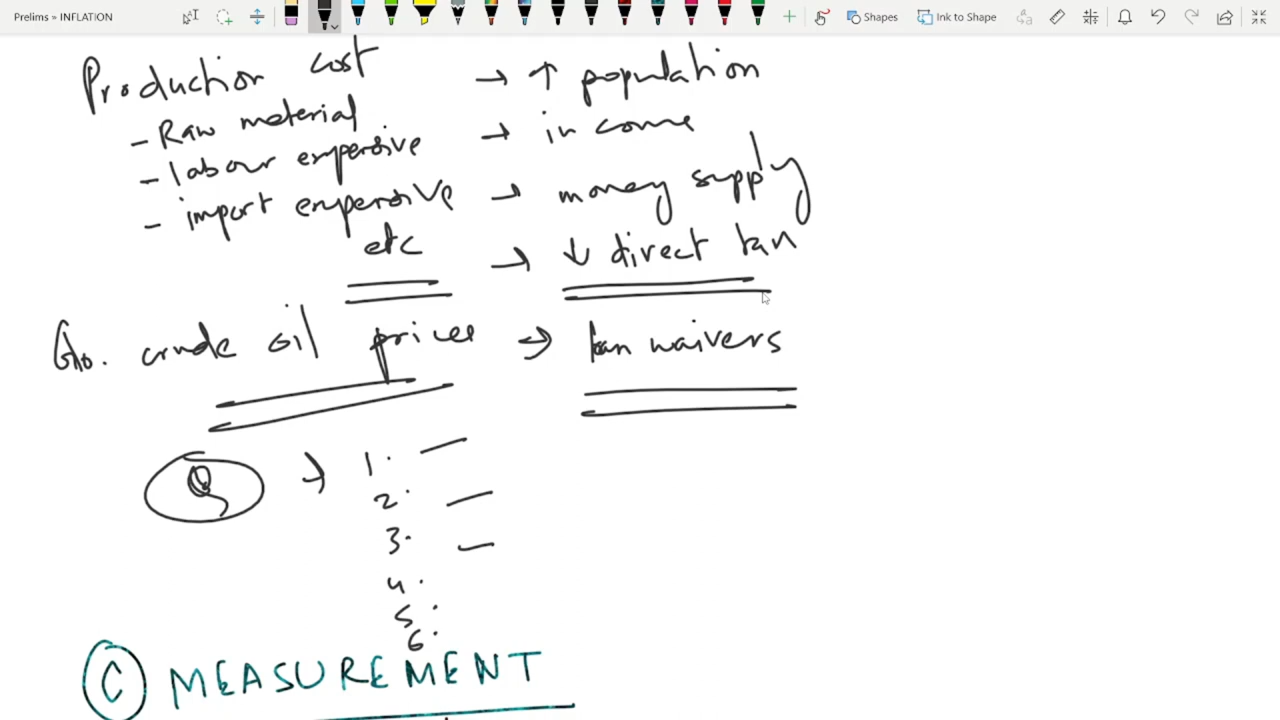 Prelims » INFLATION Shapes Ink to Shape
Production cost → ↑ population
- Raw material → income
- labour expensive → money supply
- import expensive → ↓ direct tax
etc
Glo. crude oil prices → tax waivers
Q → 1. —
2. —
3. —
4.
5.
6.
C MEASUREMENT